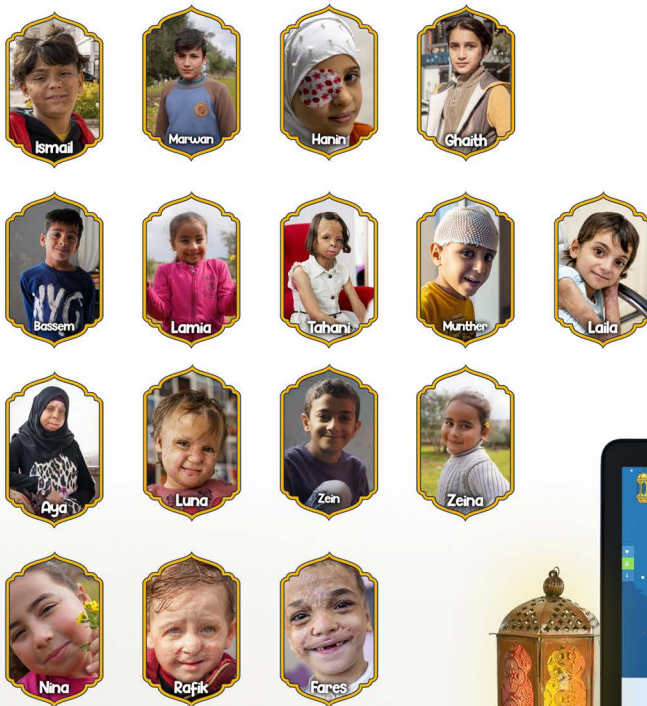 Ismail
Marwan
Hanin
Ghaith
Bassem
Lamia
Tahani
Munther
Laila
Aya
Luna
Zein
Zeina
Nina
Rafik
Fares